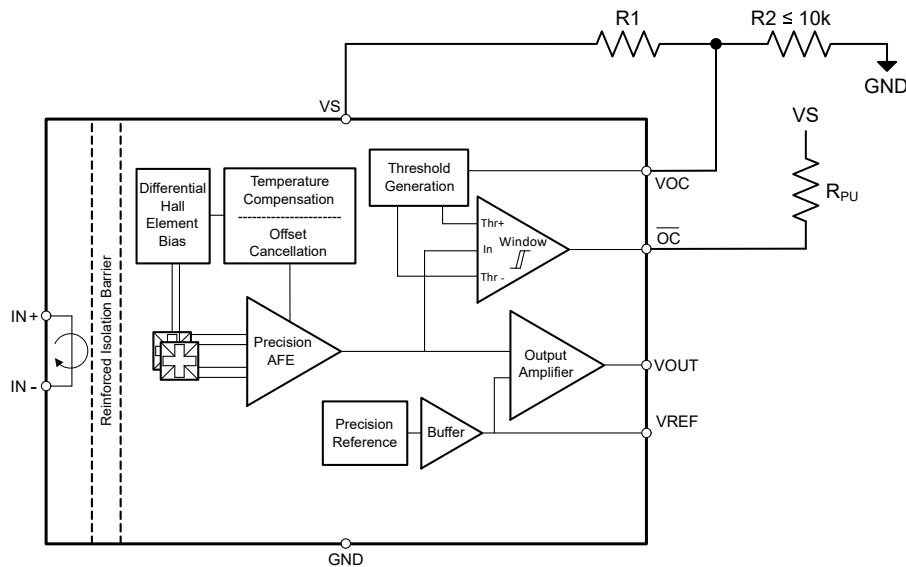 R1
R2 ≤ 10k
GND
VS
VS
R_PU
VOC
Differential
Hall
Element
Bias
Temperature
Compensation
Offset
Cancellation
Threshold
Generation
Thr+
In
Window
Thr -
OC
Reinforced Isolation Barrier
IN+
IN-
Precision
AFE
Output
Amplifier
VOUT
Precision
Reference
Buffer
VREF
GND